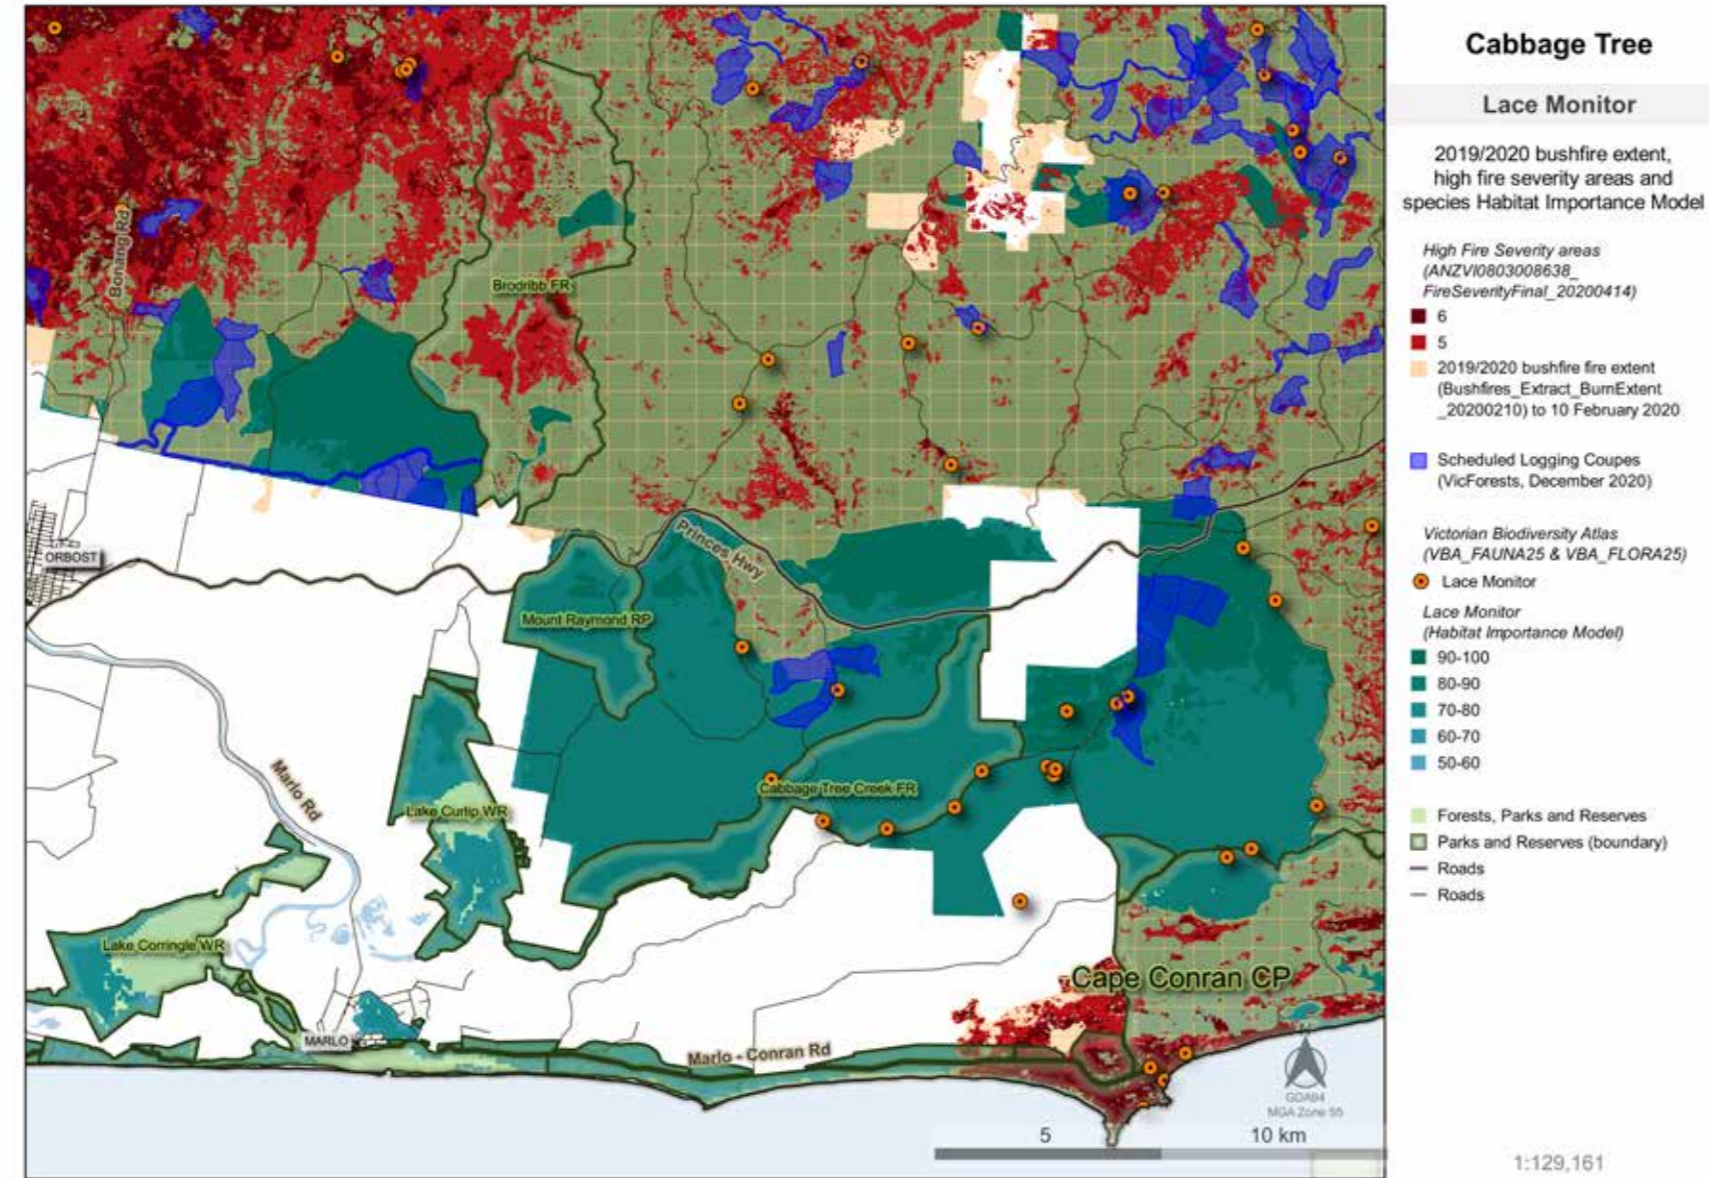 Cabbage Tree
Lace Monitor
2019/2020 bushfire extent,
high fire severity areas and
species Habitat Importance Model
High Fire Severity areas
(ANZVI0803008638_
FireSeverityFinal_20200414)
6
5
2019/2020 bushfire fire extent
(Bushfires_Extract_BurnExtent
_20200210) to 10 February 2020
Scheduled Logging Coupes
(VicForests, December 2020)
Victorian Biodiversity Atlas
(VBA_FAUNA25 & VBA_FLORA25)
Lace Monitor
Lace Monitor
(Habitat Importance Model)
90-100
80-90
70-80
60-70
50-60
Forests, Parks and Reserves
Parks and Reserves (boundary)
Roads
Roads
1:129,161
Bonang Rd
Brodribb FR
ORBOST
Princes Hwy
Mount Raymond RP
Marlo Rd
Cabbage Tree Creek FR
Lake Curlip WR
Lake Corringle WR
Cape Conran CP
MARLO
Marlo - Conran Rd
GDA94
MGA Zone 55
5
10 km